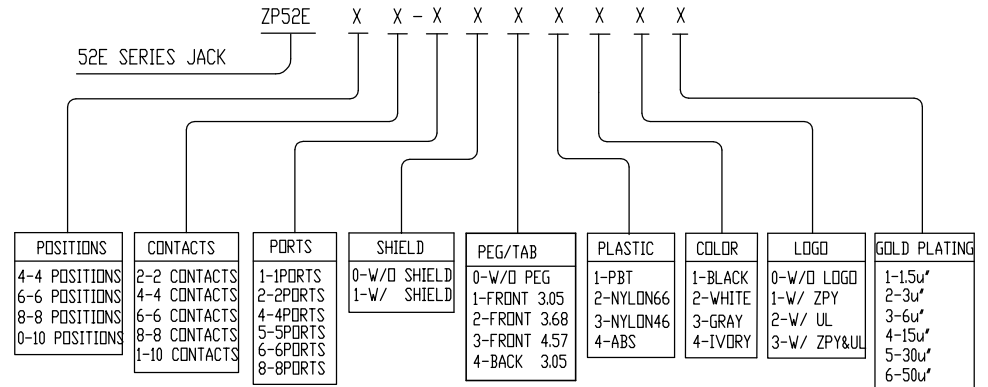 ZP52E X X - X X X X X X X
52E SERIES JACK
POSITIONS
4-4 POSITIONS
6-6 POSITIONS
8-8 POSITIONS
0-10 POSITIONS
CONTACTS
2-2 CONTACTS
4-4 CONTACTS
6-6 CONTACTS
8-8 CONTACTS
1-10 CONTACTS
PORTS
1-1PORTS
2-2PORTS
4-4PORTS
5-5PORTS
6-6PORTS
8-8PORTS
SHIELD
0-W/O SHIELD
1-W/ SHIELD
PEG/TAB
0-W/O PEG
1-FRONT 3.05
2-FRONT 3.68
3-FRONT 4.57
4-BACK 3.05
PLASTIC
1-PBT
2-NYLON66
3-NYLON46
4-ABS
COLOR
1-BLACK
2-WHITE
3-GRAY
4-IVORY
LOGO
0-W/O LOGO
1-W/ ZPY
2-W/ UL
3-W/ ZPY&UL
GOLD PLATING
1-1.5u"
2-3u"
3-6u"
4-15u"
5-30u"
6-50u"